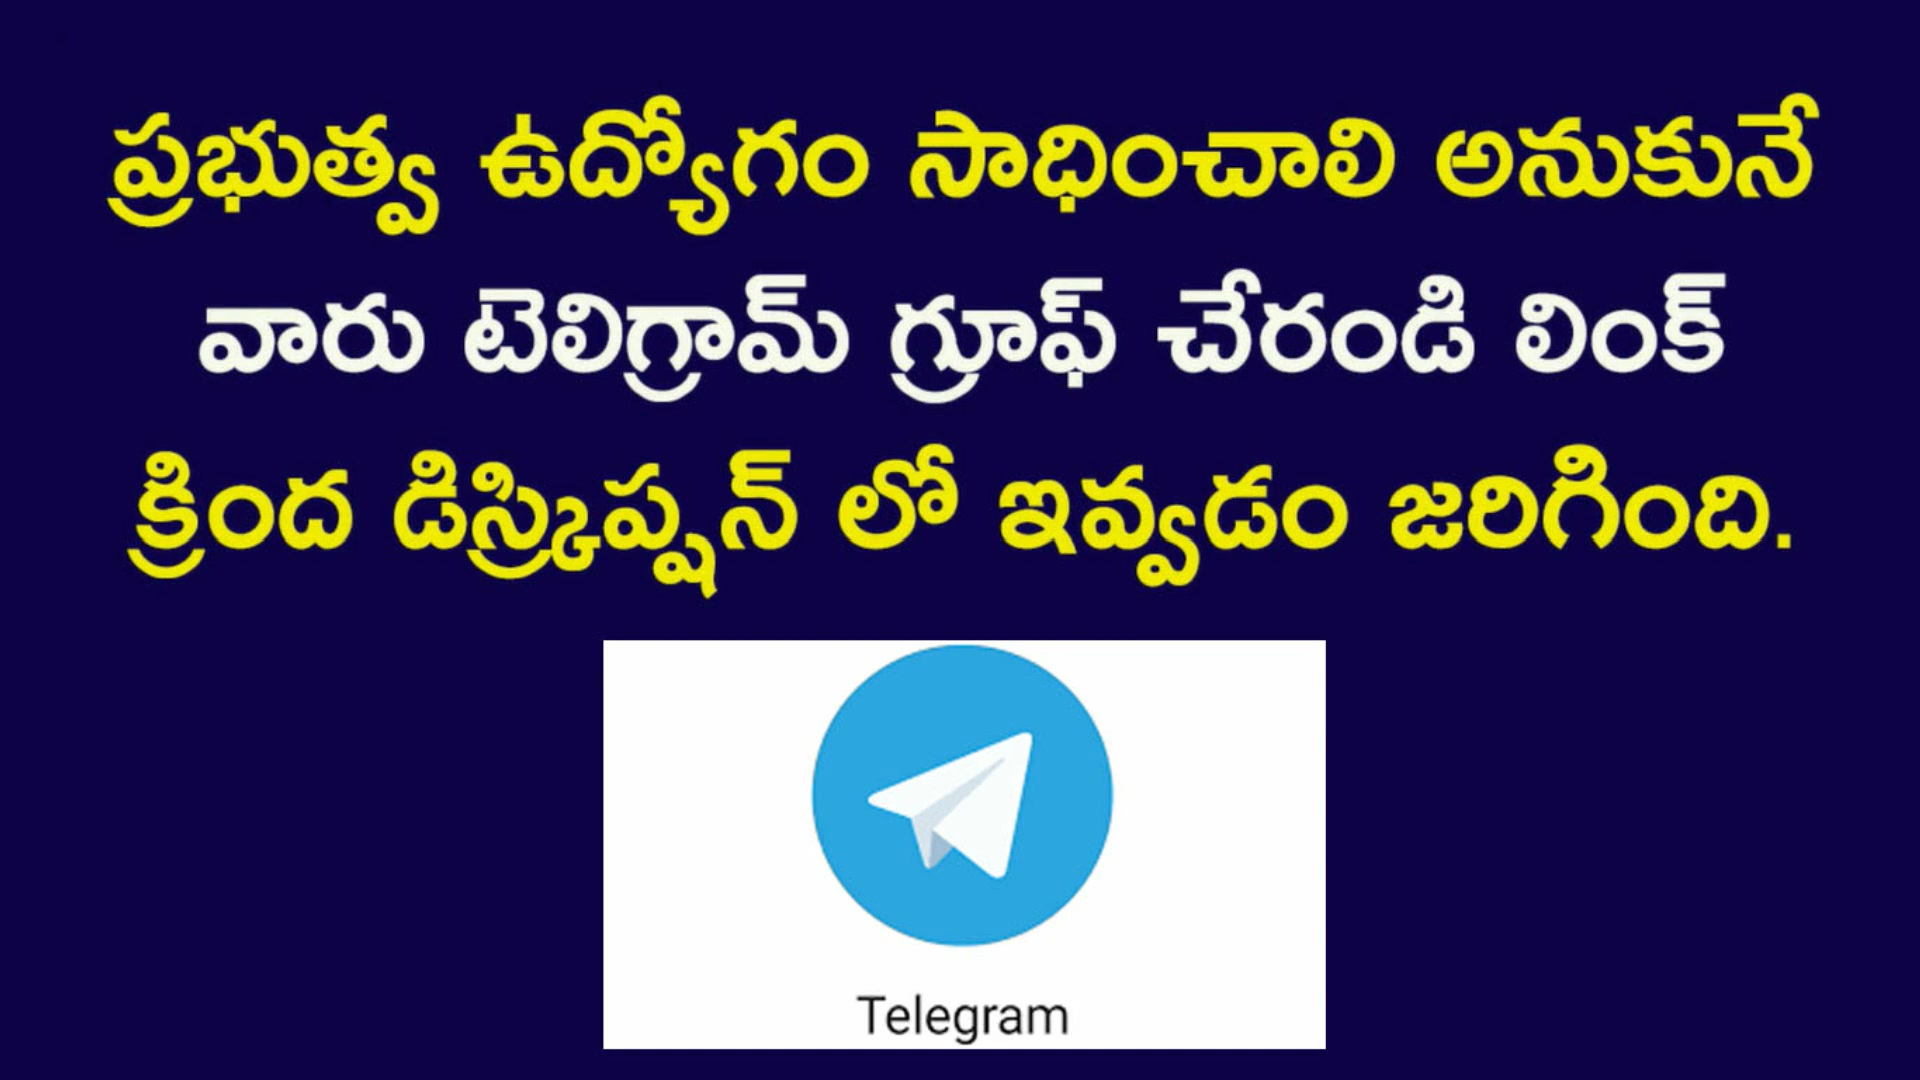 ప్రభుత్వ ఉద్యోగం సాధించాలి అనుకునే
వారు టెలిగ్రామ్ గ్రూఫ్ చేరండి లింక్
క్రింద డిస్క్రిప్షన్ లో ఇవ్వడం జరిగింది.
Telegram